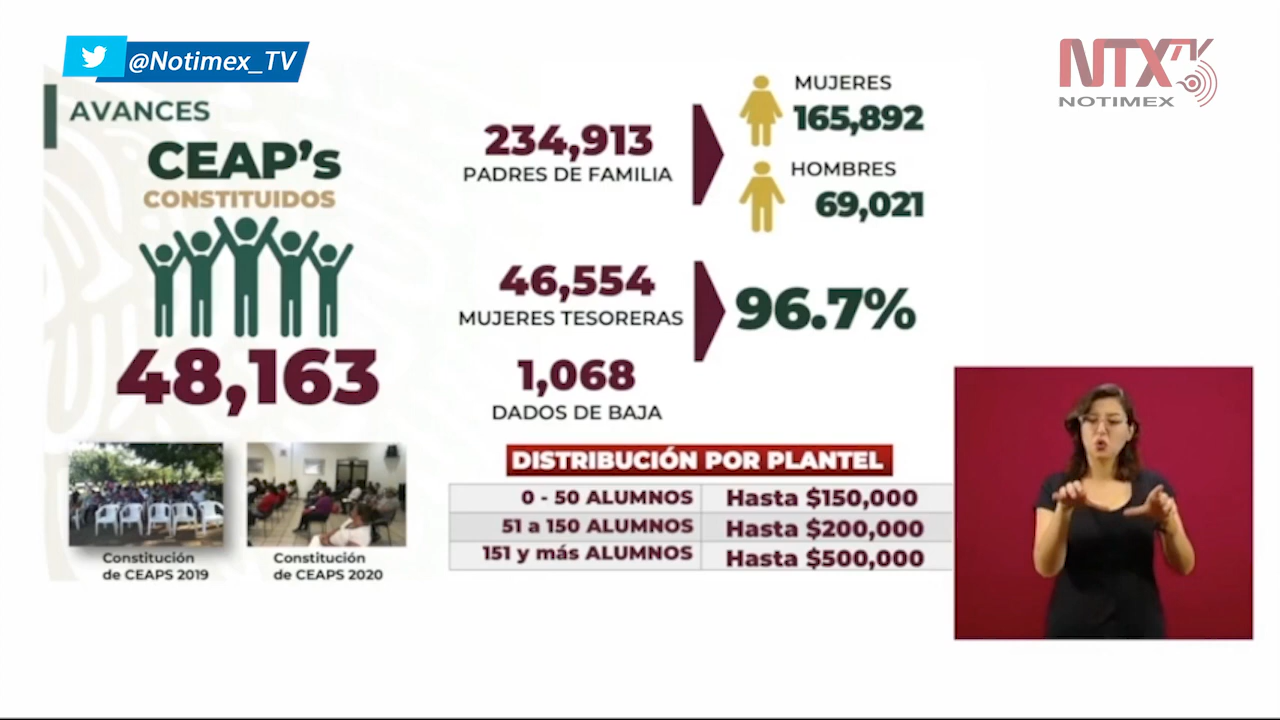 @Notimex_TV
NTXTV
NOTIMEX
AVANCES
CEAP's
CONSTITUIDOS
48,163
Constitución
de CEAPS 2019
Constitución
de CEAPS 2020
234,913
PADRES DE FAMILIA
MUJERES
165,892
HOMBRES
69,021
46,554
MUJERES TESORERAS
96.7%
1,068
DADOS DE BAJA
DISTRIBUCIÓN POR PLANTEL
0 - 50 ALUMNOS Hasta $150,000
51 a 150 ALUMNOS Hasta $200,000
151 y más ALUMNOS Hasta $500,000